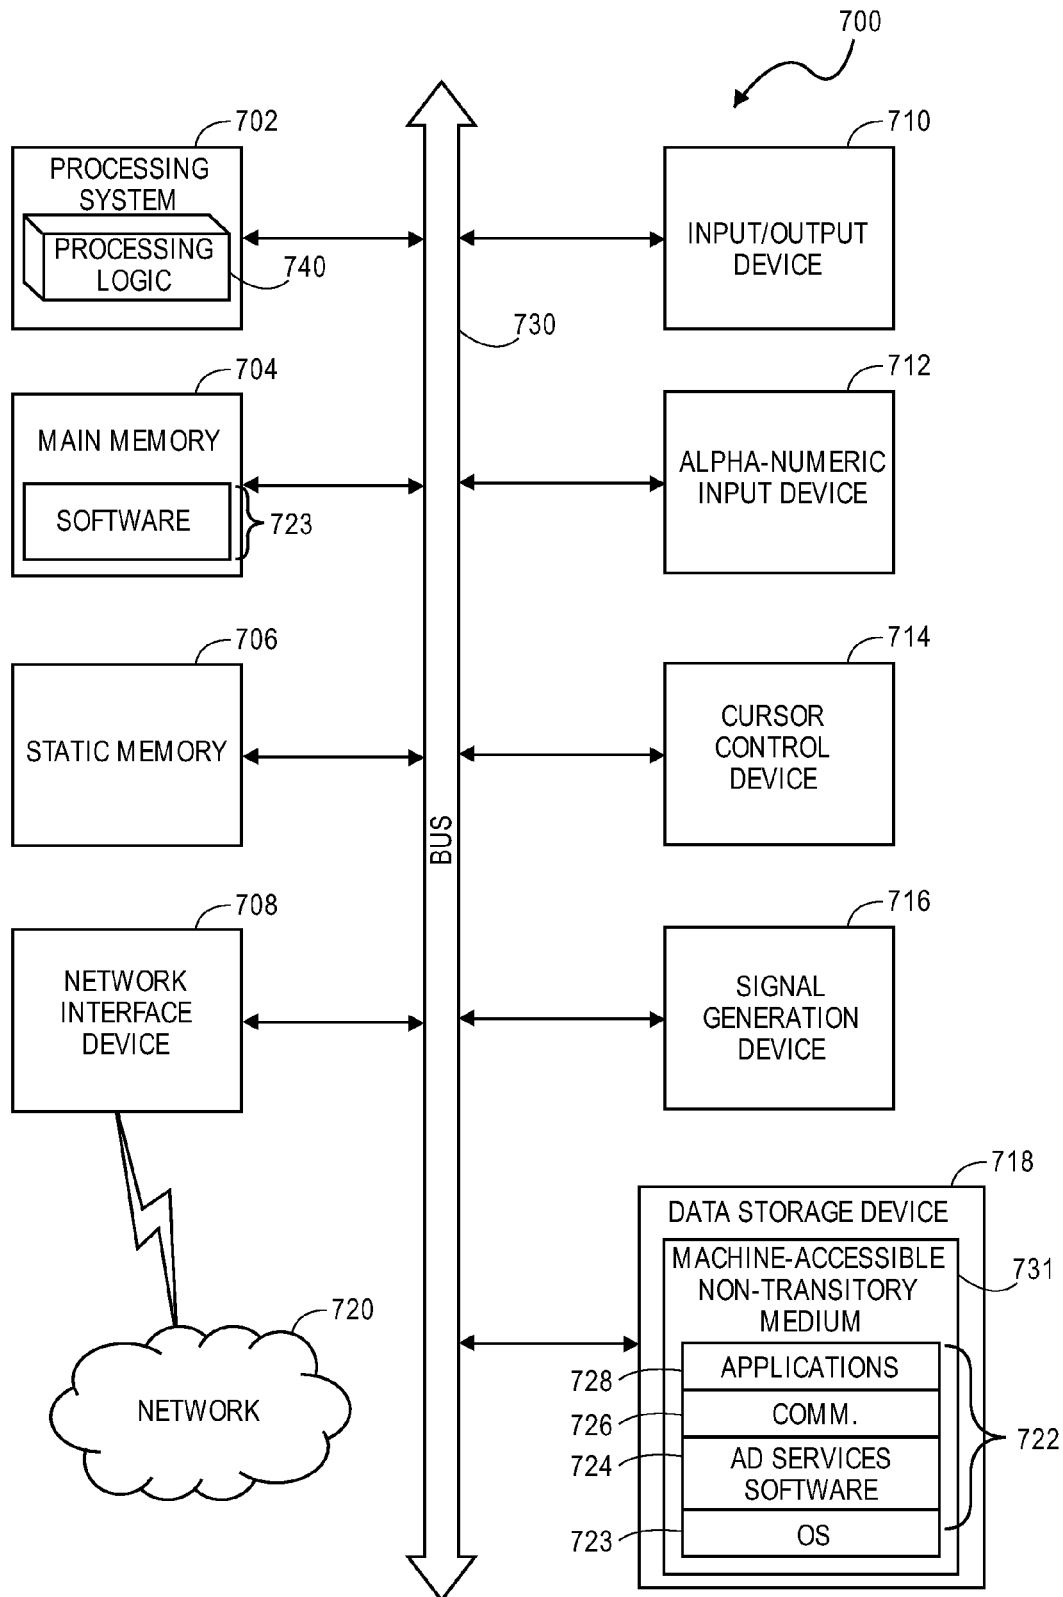 700
702
PROCESSING
SYSTEM
PROCESSING
LOGIC
740
710
INPUT/OUTPUT
DEVICE
730
704
MAIN MEMORY
SOFTWARE
723
712
ALPHA-NUMERIC
INPUT DEVICE
706
STATIC MEMORY
714
CURSOR
CONTROL
DEVICE
BUS
708
NETWORK
INTERFACE
DEVICE
716
SIGNAL
GENERATION
DEVICE
720
NETWORK
718
DATA STORAGE DEVICE
MACHINE-ACCESSIBLE
NON-TRANSITORY
MEDIUM
731
728
APPLICATIONS
726
COMM.
722
724
AD SERVICES
SOFTWARE
723
OS